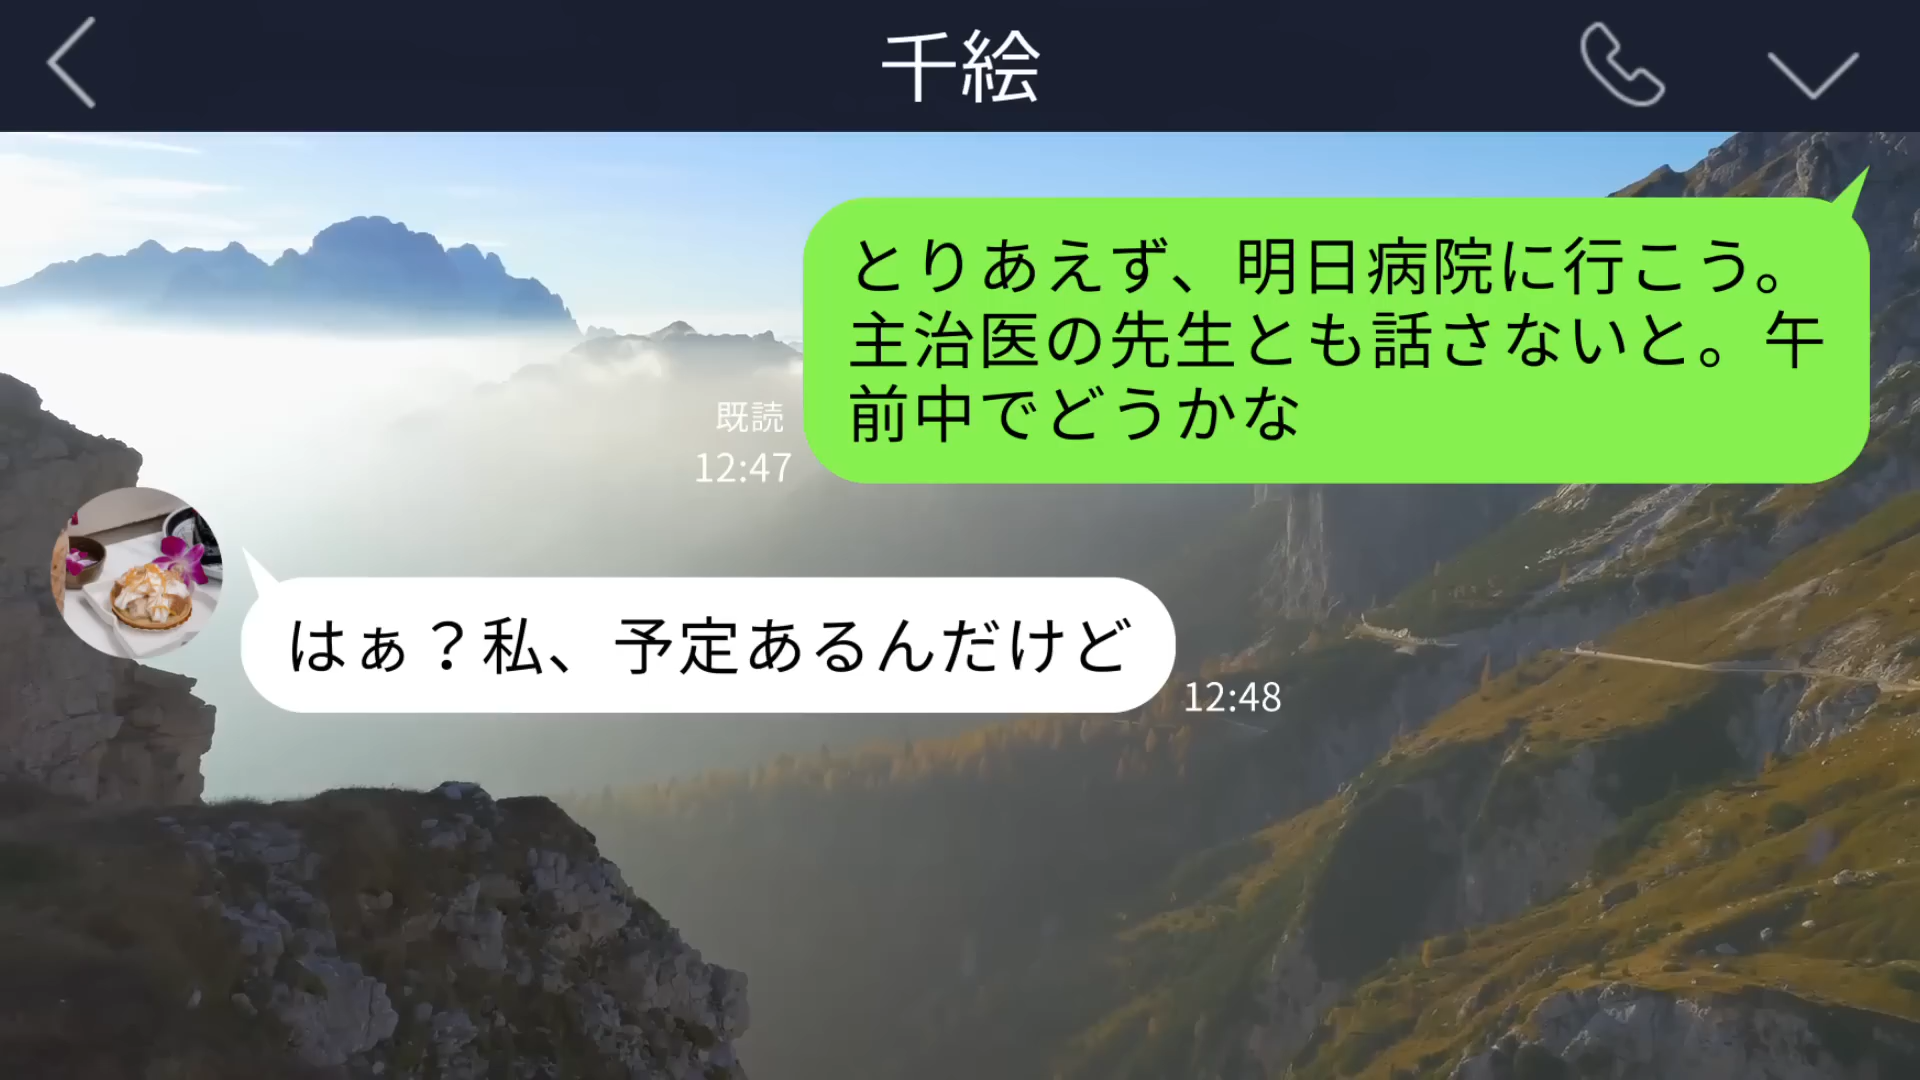 千絵
とりあえず、明日病院に行こう。
主治医の先生とも話さないと。午
前中でどうかな
既読
12:47
はぁ？私、予定あるんだけど
12:48